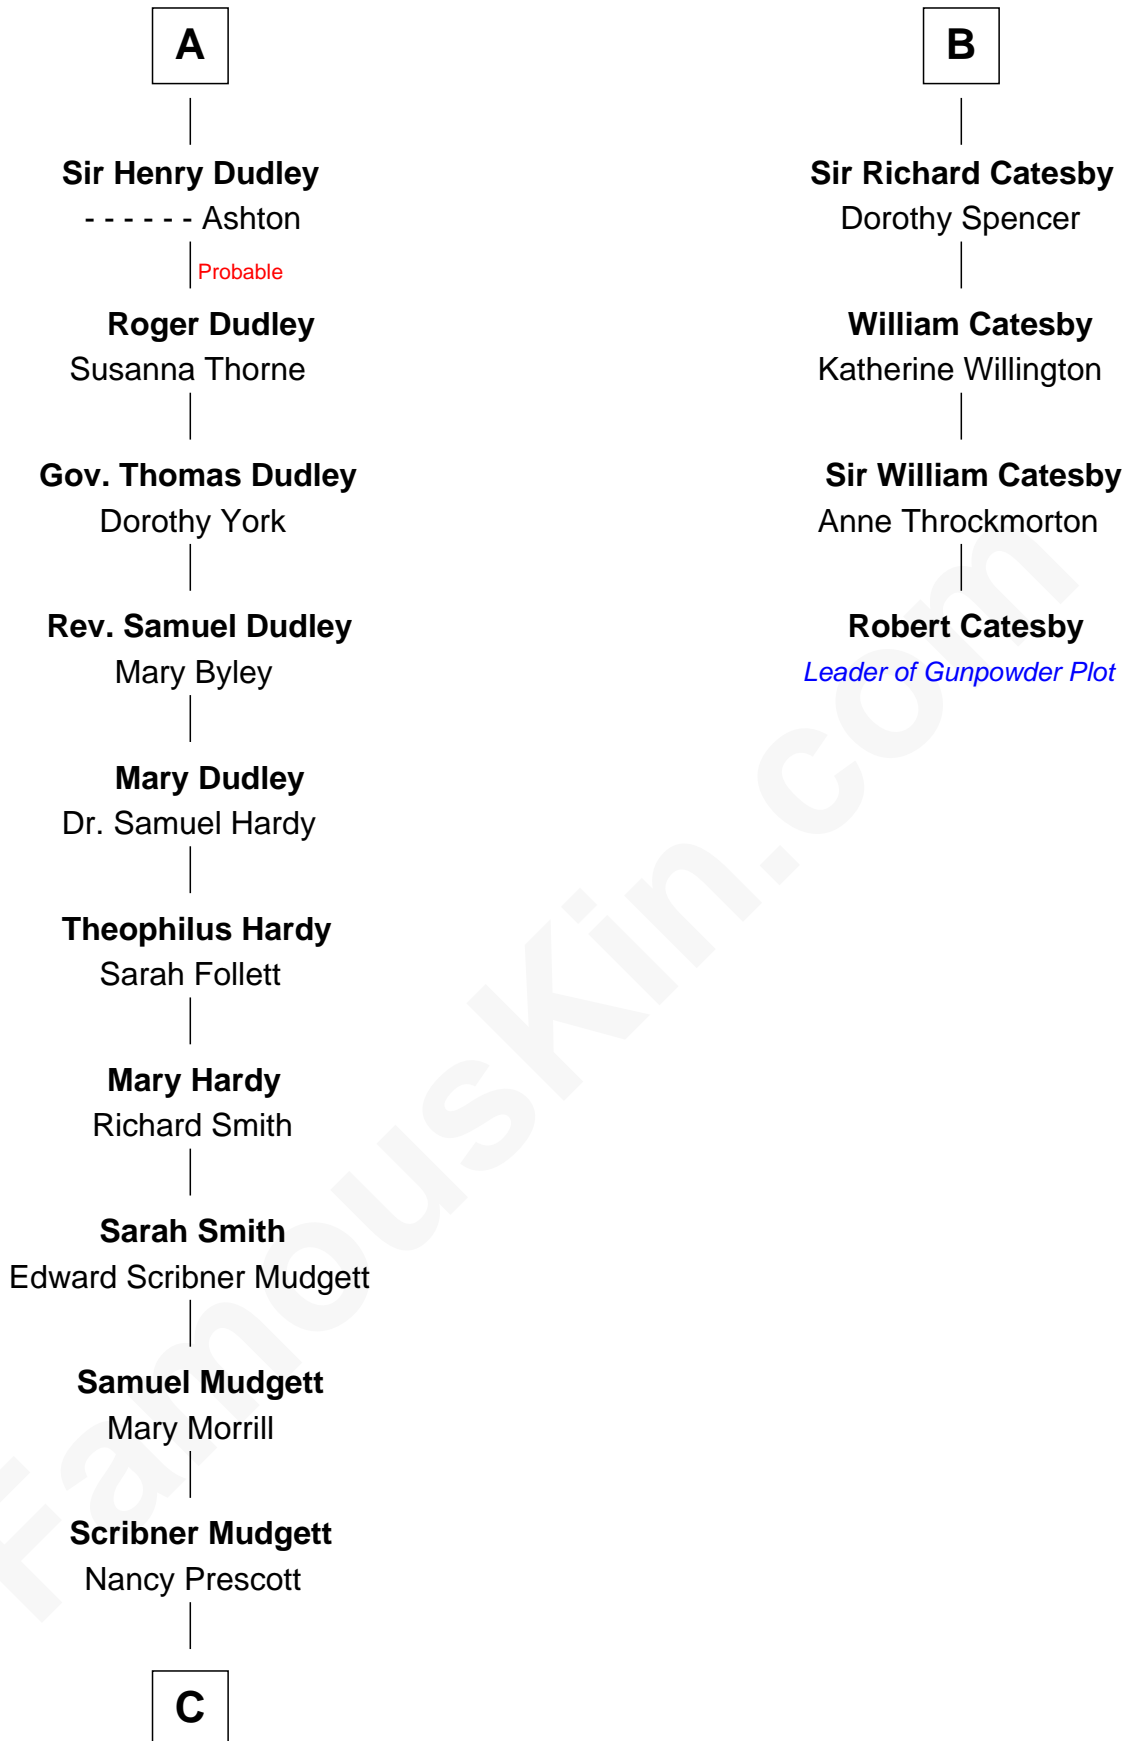 A
Sir Henry Dudley
- - - - - - Ashton
Probable
Roger Dudley
Susanna Thorne
Gov. Thomas Dudley
Dorothy York
Rev. Samuel Dudley
Mary Byley
Mary Dudley
Dr. Samuel Hardy
Theophilus Hardy
Sarah Follett
Mary Hardy
Richard Smith
Sarah Smith
Edward Scribner Mudgett
Samuel Mudgett
Mary Morrill
Scribner Mudgett
Nancy Prescott
C
B
Sir Richard Catesby
Dorothy Spencer
William Catesby
Katherine Willington
Sir William Catesby
Anne Throckmorton
Robert Catesby
Leader of Gunpowder Plot
FamousKin.com